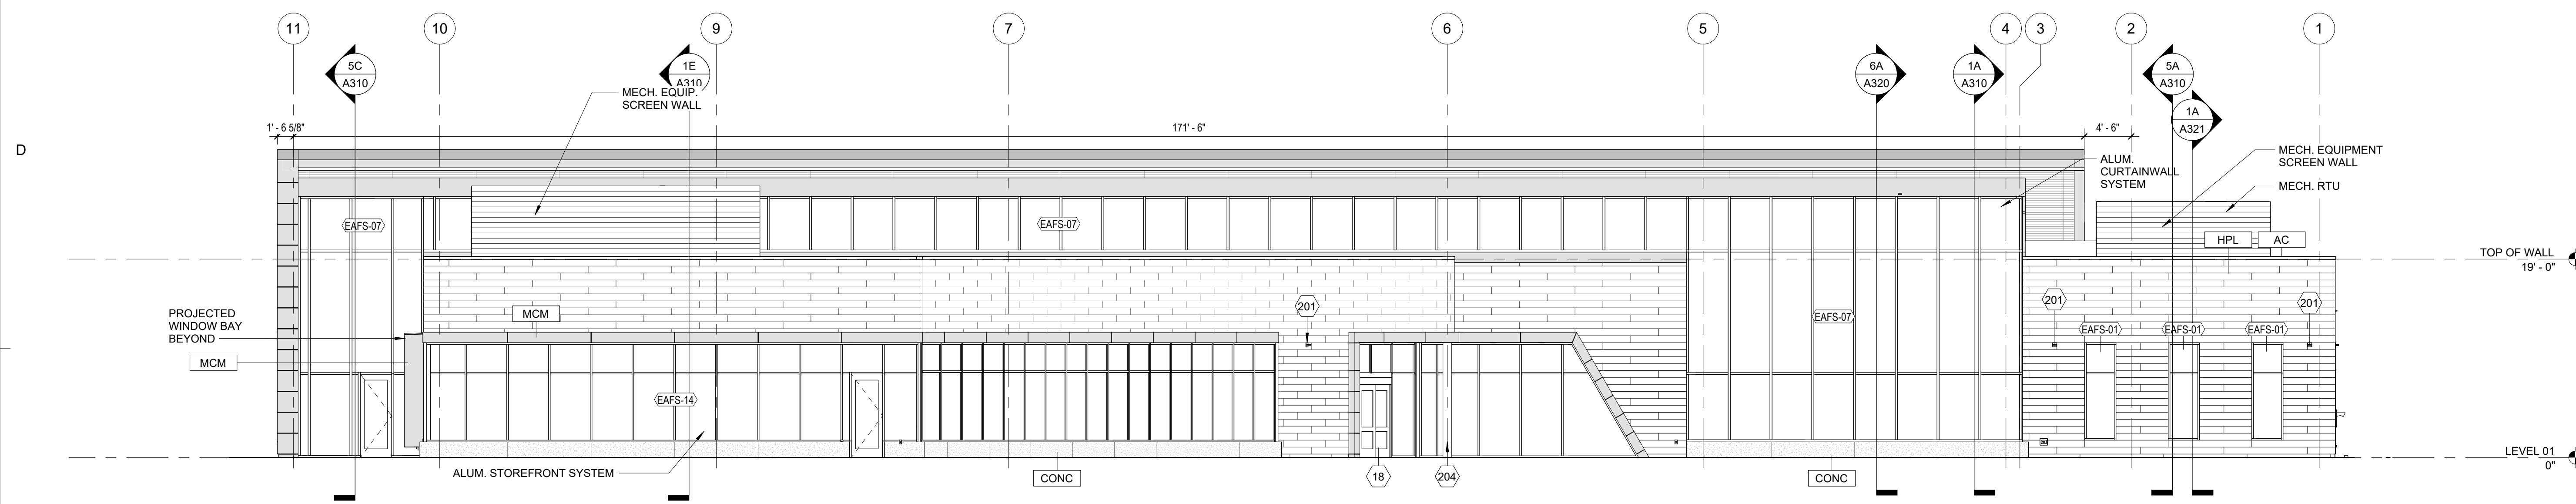 11
10
9
7
6
5
4
3
2
1
5C
A310
1E
A310
6A
A320
1A
A310
5A
A310
1A
A321
MECH. EQUIP.
SCREEN WALL
1' - 6 5/8"
171' - 6"
4' - 6"
D
ALUM.
CURTAINWALL
SYSTEM
MECH. EQUIPMENT
SCREEN WALL
MECH. RTU
EAFS-07
EAFS-07
HPL
AC
TOP OF WALL
19' - 0"
PROJECTED
WINDOW BAY
BEYOND
MCM
MCM
201
EAFS-07
201
201
EAFS-01
EAFS-01
EAFS-01
EAFS-14
ALUM. STOREFRONT SYSTEM
CONC
18
204
CONC
LEVEL 01
0"